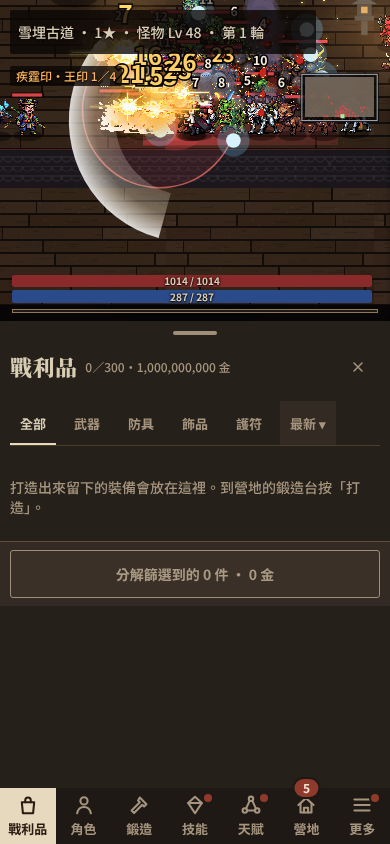 雪埋古道 • 1★ • 怪物 Lv 48 • 第 1 輪
疾霆印・王印 1／4
1014 / 1014
287 / 287
戰利品 0／300・1,000,000,000 金 ×
全部 武器 防具 飾品 護符 最新 ▾
打造出來留下的裝備會放在這裡。到營地的鍛造台按「打
造」。
分解篩選到的 0 件 • 0 金
5
戰利品 角色 鍛造 技能 天賦 營地 更多